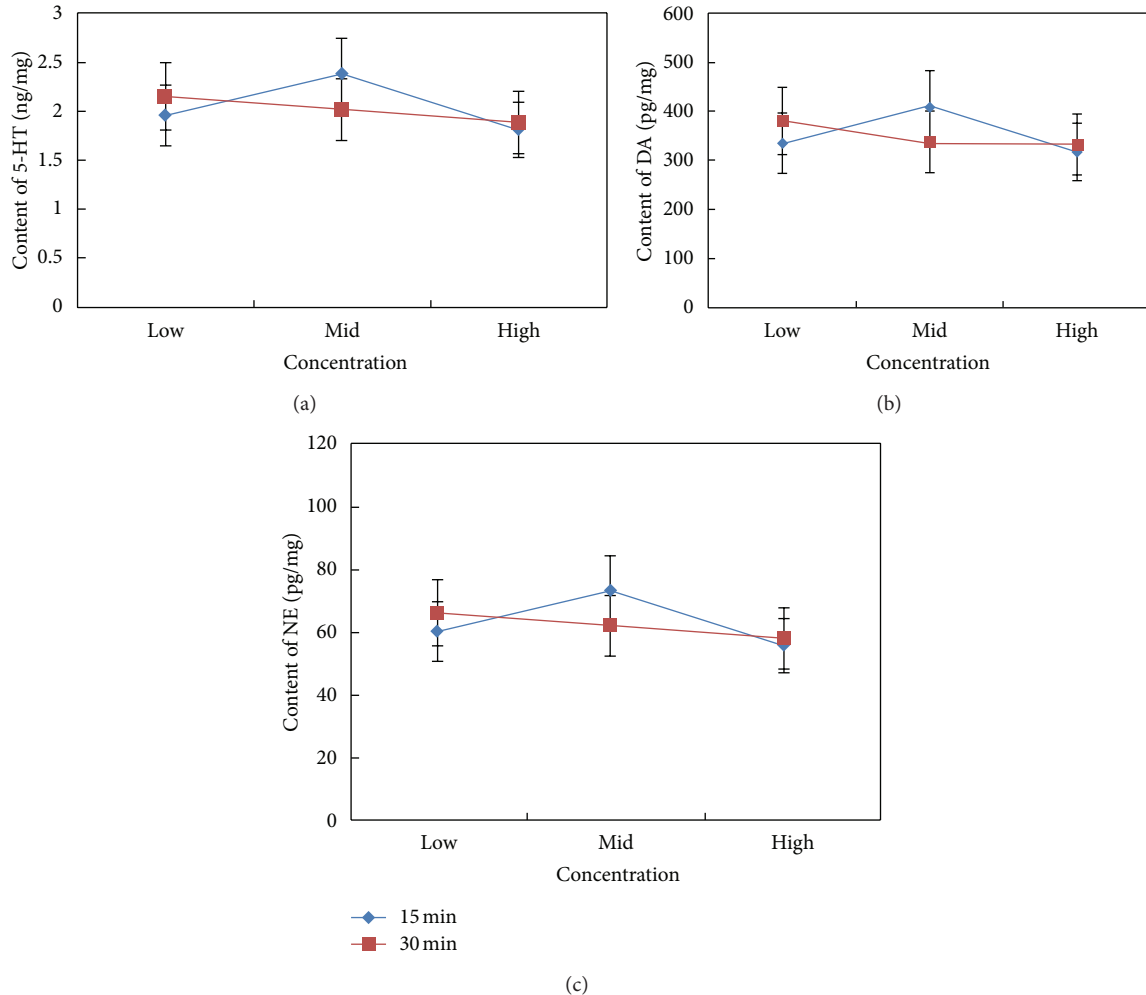 3
2.5
2
1.5
1
0.5
0
Content of 5-HT (ng/mg)
Low Mid High
Concentration
(a)
600
500
400
300
200
100
0
Content of DA (pg/mg)
Low Mid High
Concentration
(b)
120
100
80
60
40
20
0
Content of NE (pg/mg)
Low Mid High
Concentration
15 min
30 min
(c)